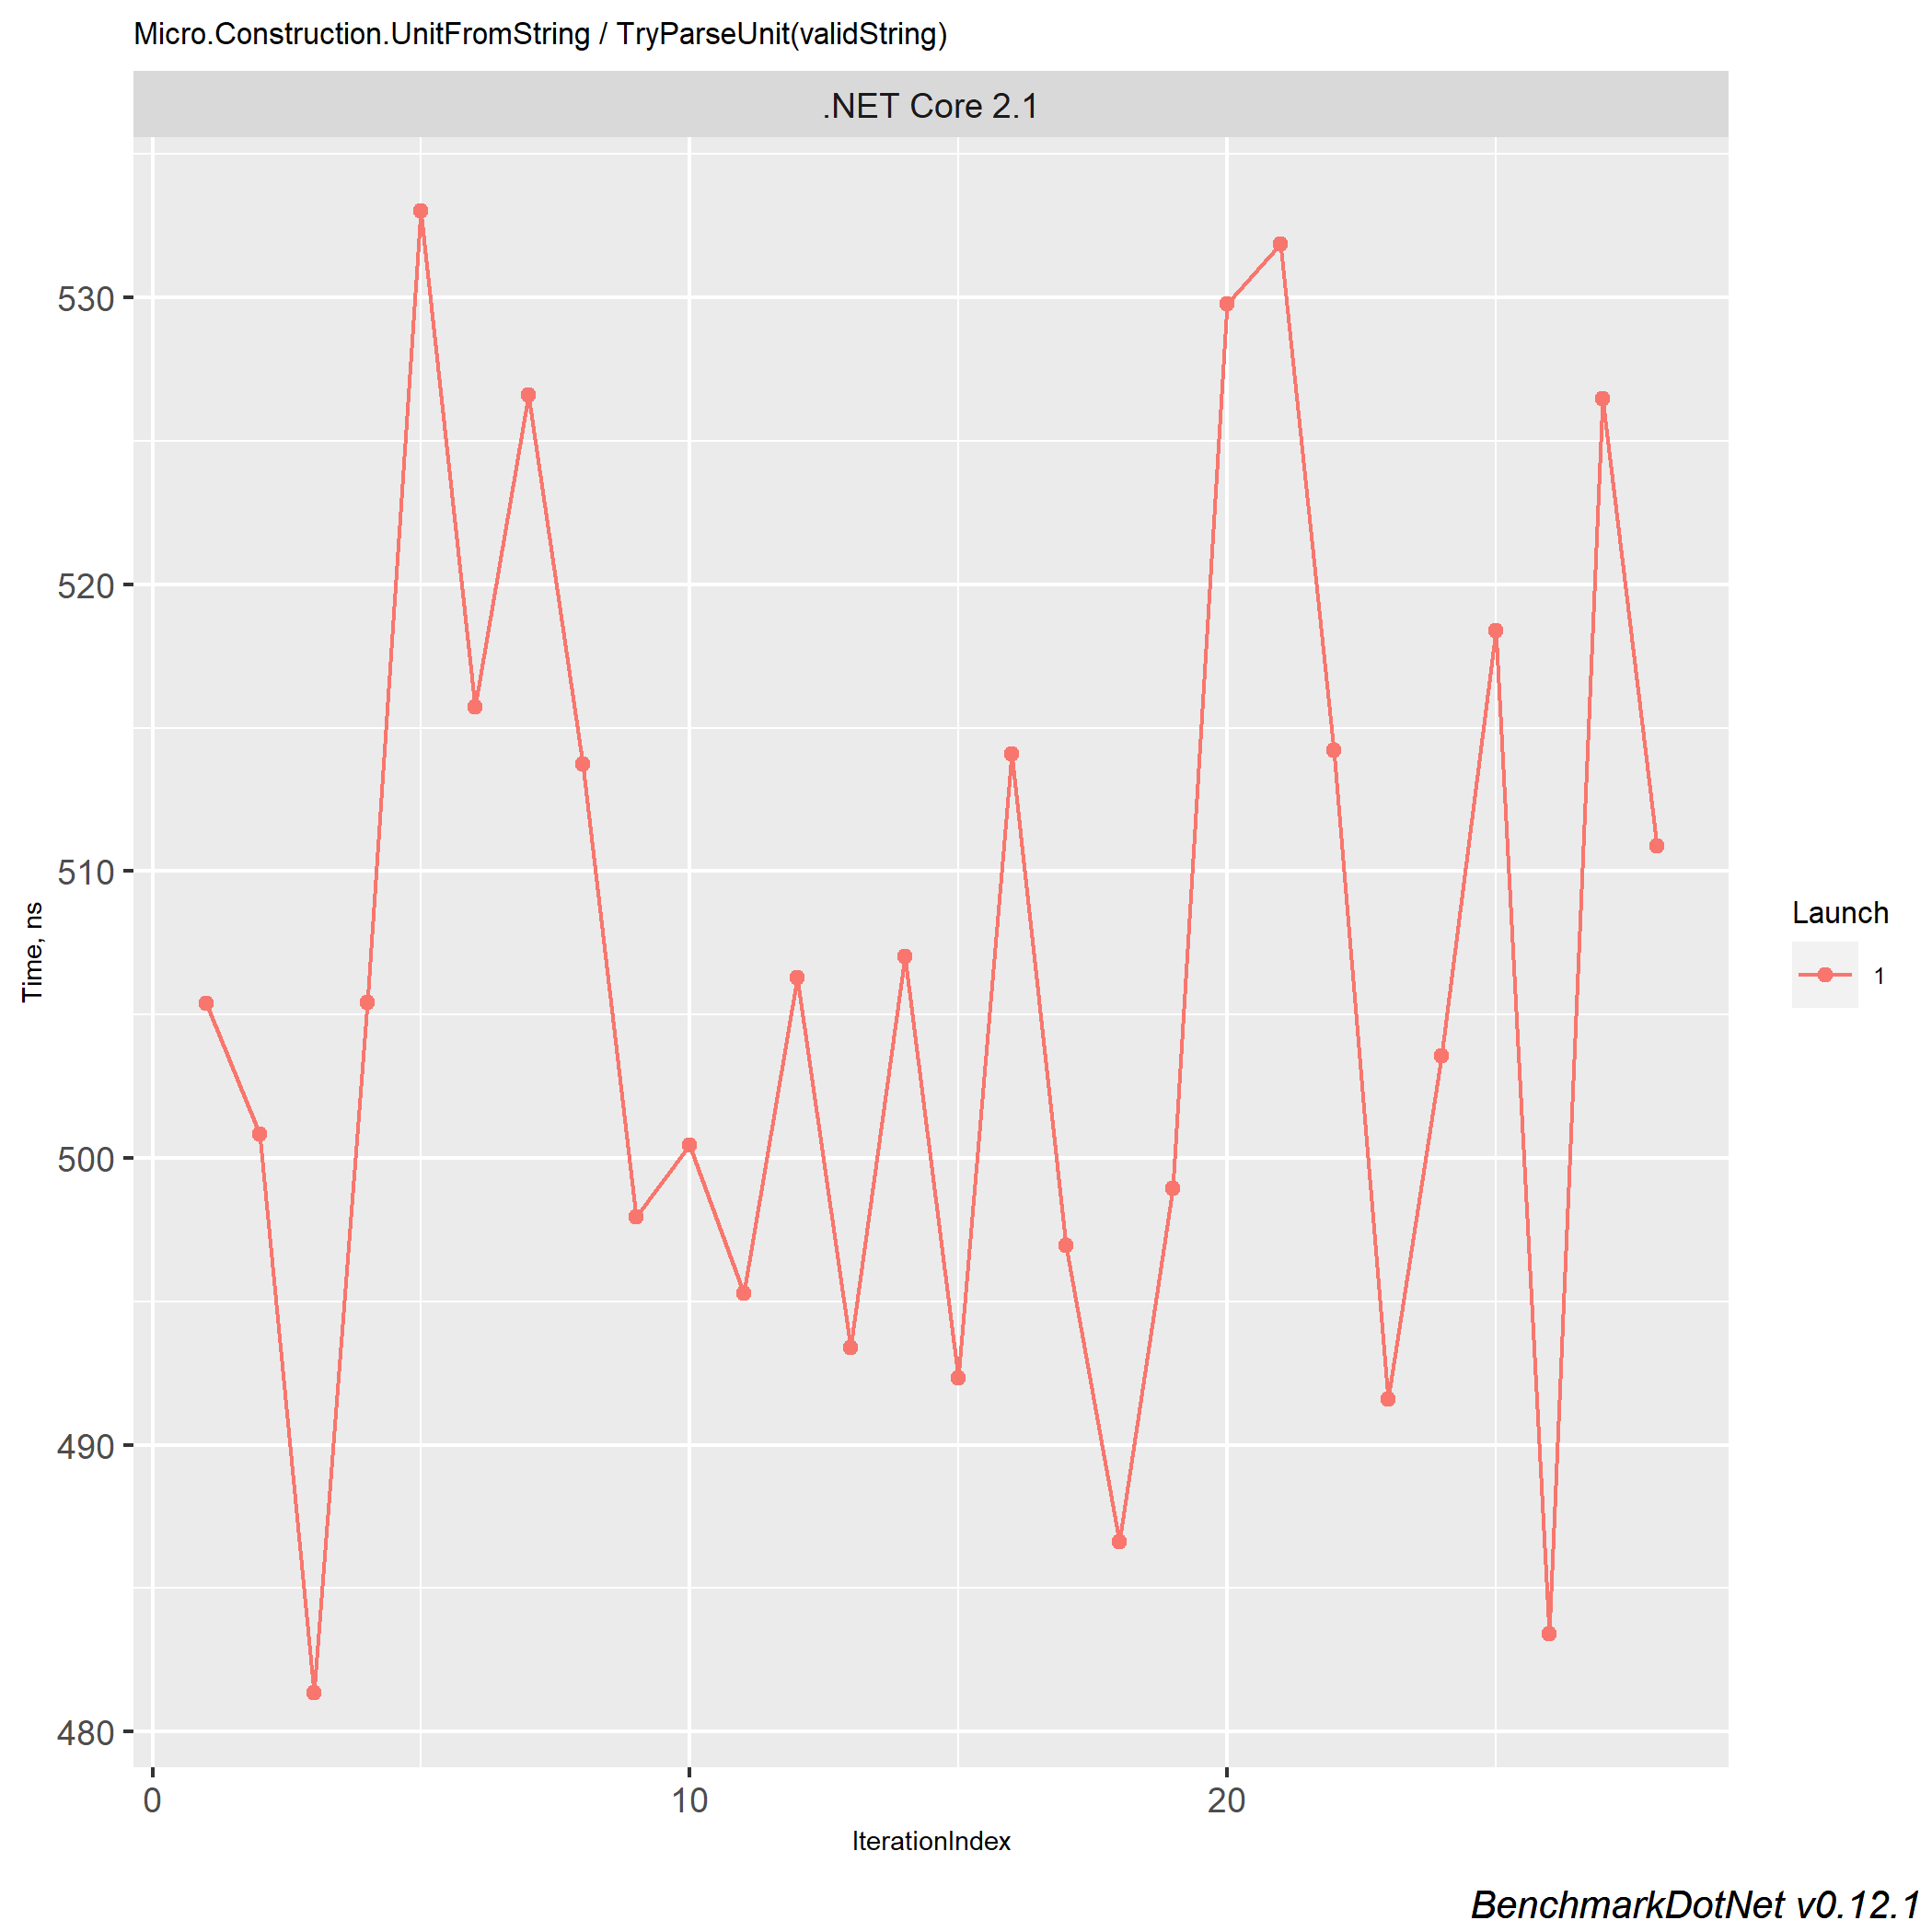 Micro.Construction.UnitFromString / TryParseUnit(validString)
.NET Core 2.1
530
520
510
500
490
480
Time, ns
0 10 20
IterationIndex
Launch
1
BenchmarkDotNet v0.12.1